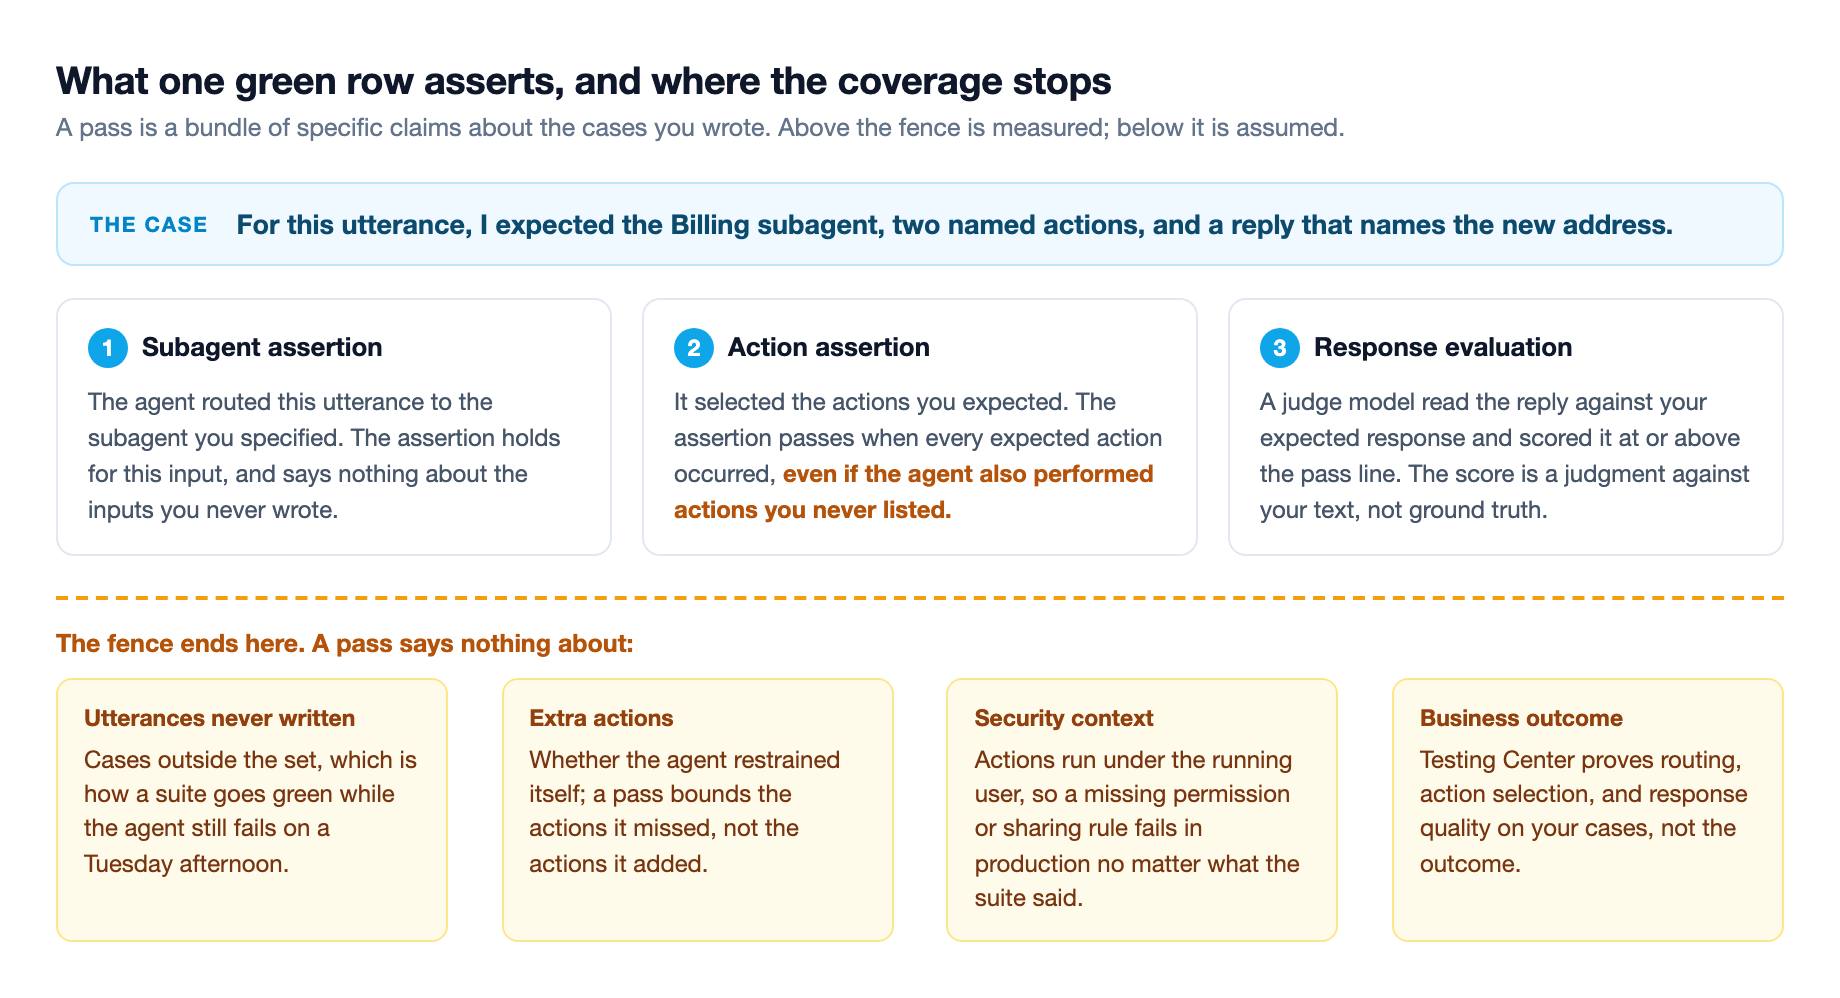 What one green row asserts, and where the coverage stops
A pass is a bundle of specific claims about the cases you wrote. Above the fence is measured; below it is assumed.
THE CASE For this utterance, I expected the Billing subagent, two named actions, and a reply that names the new address.
1 Subagent assertion
The agent routed this utterance to the
subagent you specified. The assertion holds
for this input, and says nothing about the
inputs you never wrote.
2 Action assertion
It selected the actions you expected. The
assertion passes when every expected action
occurred, even if the agent also performed
actions you never listed.
3 Response evaluation
A judge model read the reply against your
expected response and scored it at or above
the pass line. The score is a judgment against
your text, not ground truth.
The fence ends here. A pass says nothing about:
Utterances never written
Cases outside the set, which is
how a suite goes green while
the agent still fails on a
Tuesday afternoon.
Extra actions
Whether the agent restrained
itself; a pass bounds the
actions it missed, not the
actions it added.
Security context
Actions run under the running
user, so a missing permission
or sharing rule fails in
production no matter what the
suite said.
Business outcome
Testing Center proves routing,
action selection, and response
quality on your cases, not the
outcome.